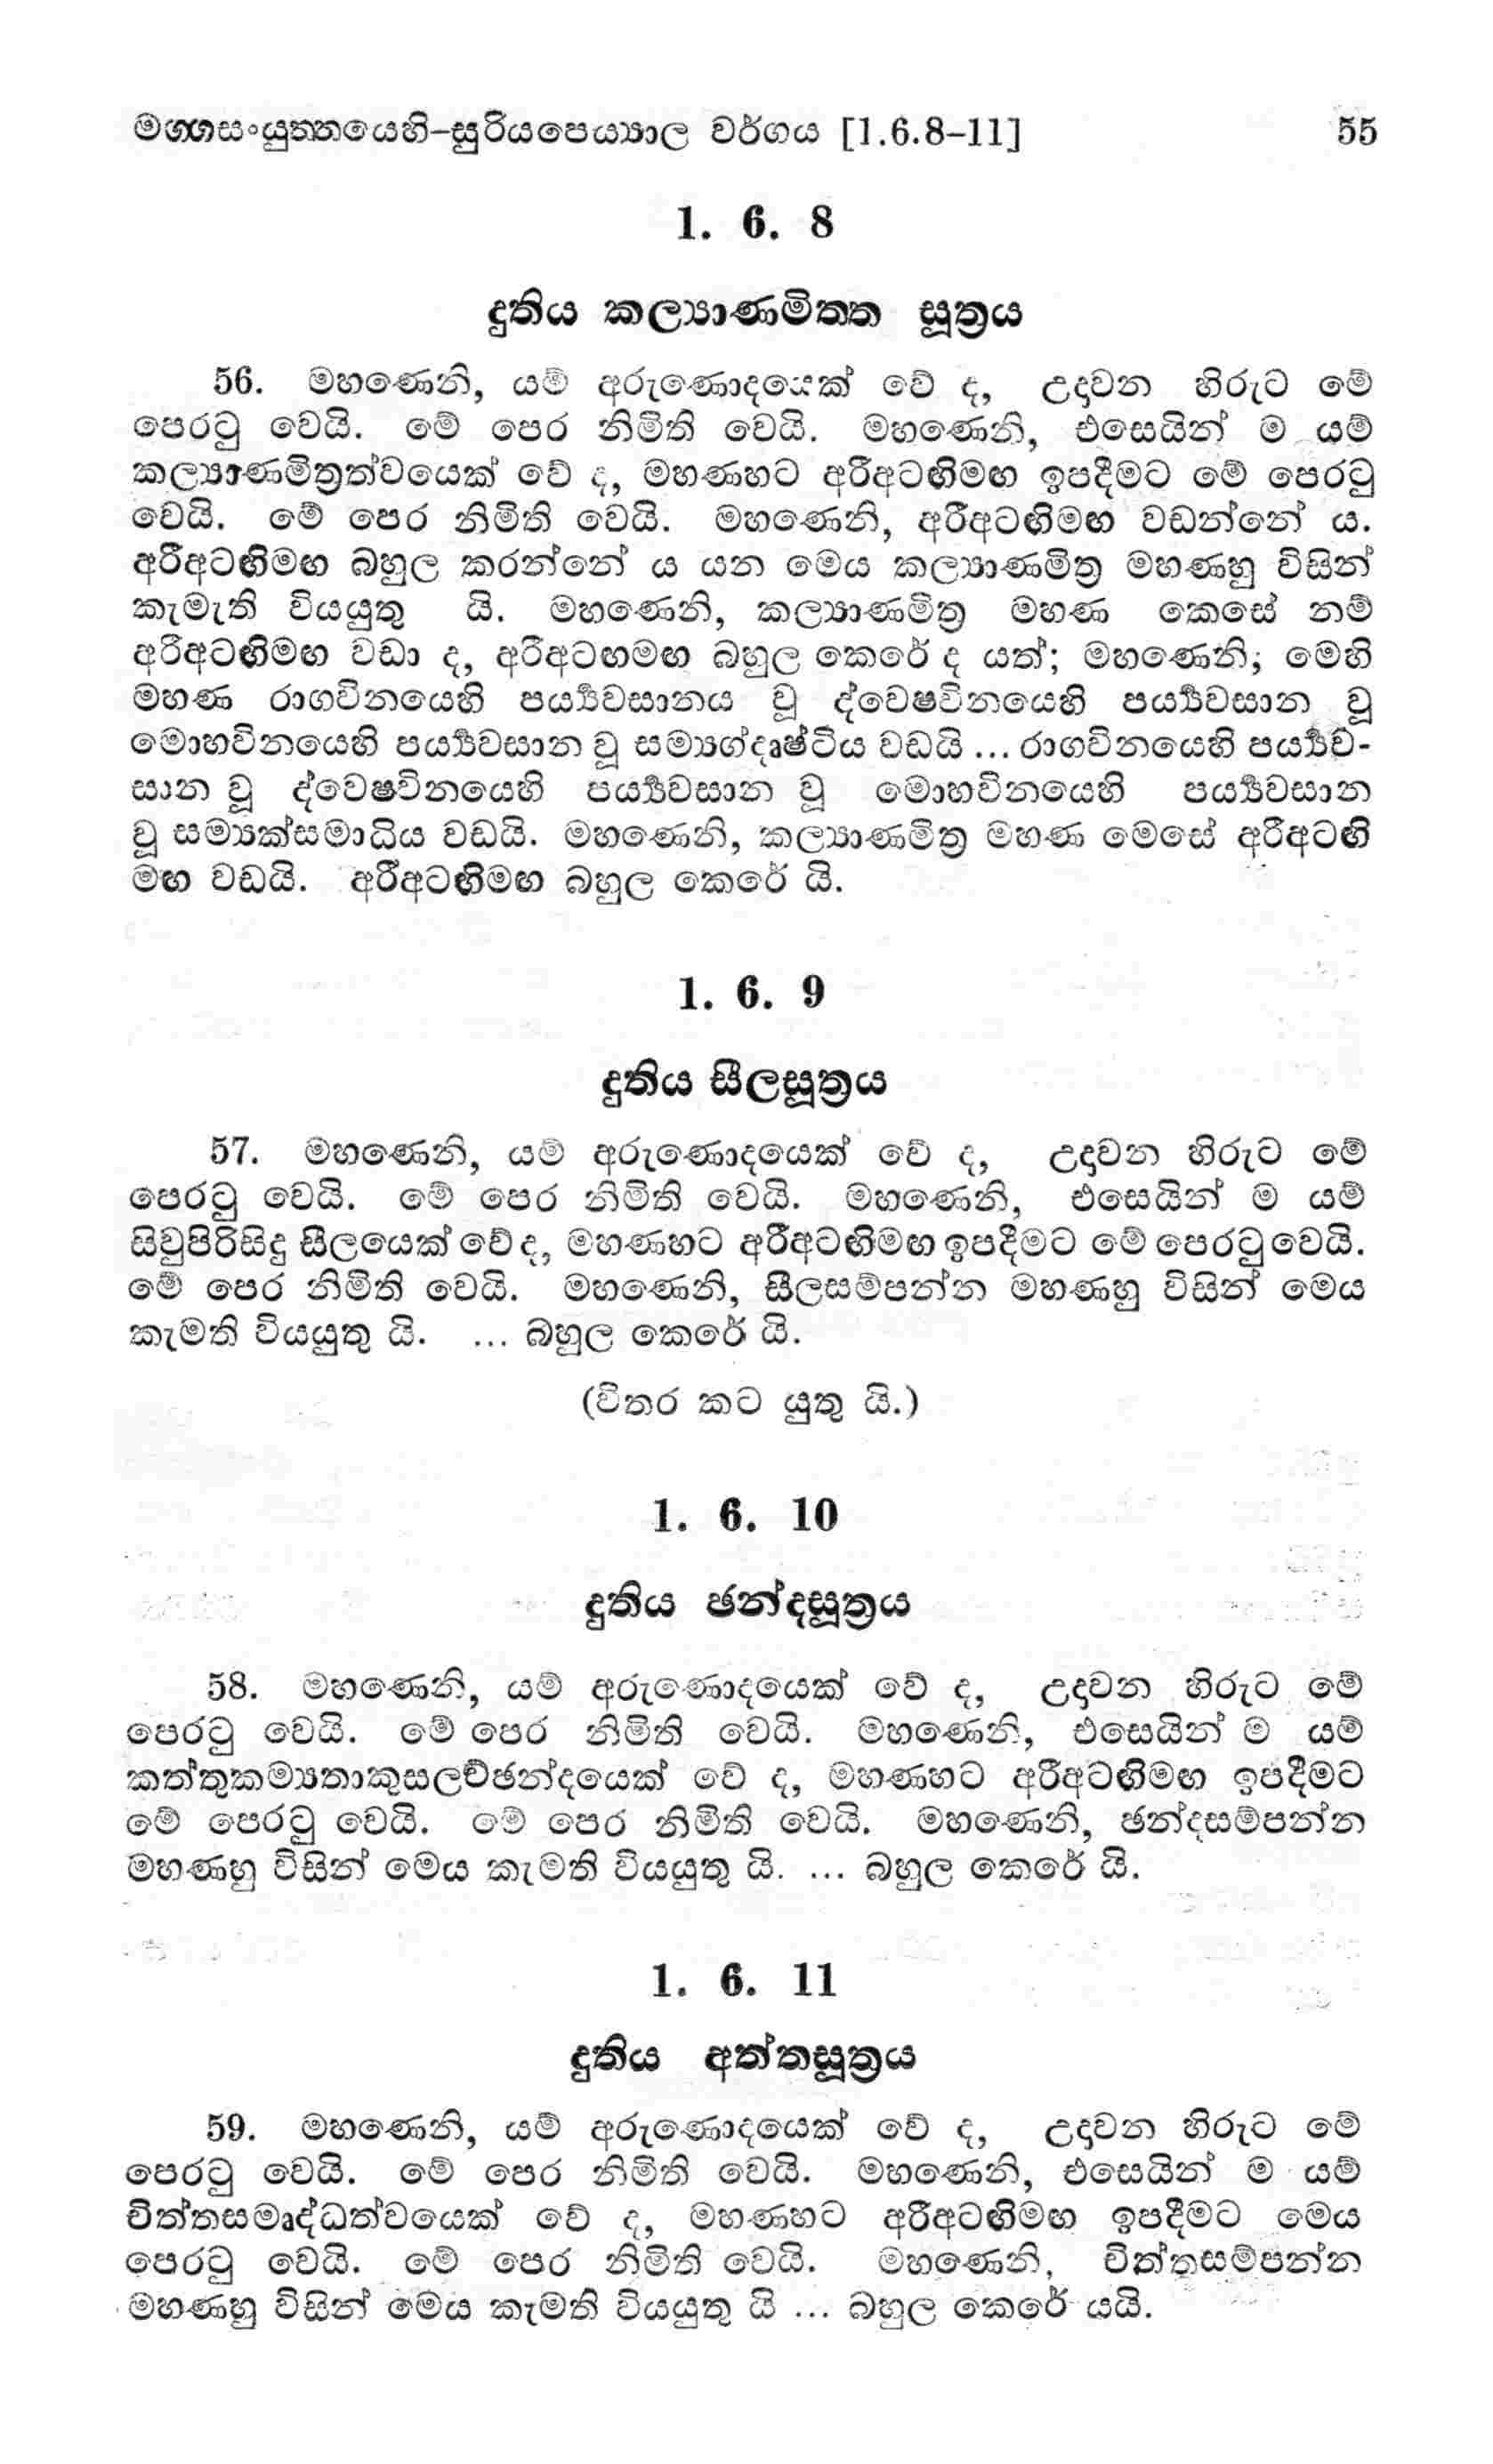 මග්ගසංයුත්තයෙහි–සුරියපෙය්‍යාල වර්ගය [1.6.8–11] 55
1. 6. 8
දුතිය කල්‍යාණමිත්ත සූත්‍රය
56. මහණෙනි, යම් අරුණොදයෙක් වේ ද, උදාවන හිරුට මේ
පෙරටු වෙයි. මේ පෙර නිමිති වෙයි. මහණෙනි, එසෙයින් ම යම්
කල්‍යාණමිත්‍රත්වයෙක් වේ ද, මහණහට අරීඅටඟිමඟ ඉපදීමට මේ පෙරටු
වෙයි. මේ පෙර නිමිති වෙයි. මහණෙනි, අරීඅටඟිමඟ වඩන්නේ ය.
අරීඅටඟිමඟ බහුල කරන්නේ ය යන මෙය කල්‍යාණමිත්‍ර මහණහු විසින්
කැමැති වියයුතු යි. මහණෙනි, කල්‍යාණමිත්‍ර මහණ කෙසේ නම්
අරීඅටඟිමඟ වඩා ද, අරීඅටඟමඟ බහුල කෙරේ ද යත්; මහණෙනි, මෙහි
මහණ රාගවිනයෙහි පර්‍ය්‍යවසානය වූ ද්වෙෂවිනයෙහි පර්‍ය්‍යවසාන වූ
මොහවිනයෙහි පර්‍ය්‍යවසාන වූ සම්‍යග්දෘෂ්ටිය වඩයි ... රාගවිනයෙහි පර්‍ය්‍යව-
සාන වූ ද්වෙෂවිනයෙහි පර්‍ය්‍යවසාන වූ මොහවිනයෙහි පර්‍ය්‍යවසාන
වූ සම්‍යක්සමාධිය වඩයි. මහණෙනි, කල්‍යාණමිත්‍ර මහණ මෙසේ අරීඅටඟි
මඟ වඩයි. අරීඅටඟිමඟ බහුල කෙරේ යි.
1. 6. 9
දුතිය සීලසූත්‍රය
57. මහණෙනි, යම් අරුණොදයෙක් වේ ද, උදාවන හිරුට මේ
පෙරටු වෙයි. මේ පෙර නිමිති වෙයි. මහණෙනි, එසෙයින් ම යම්
සිවුපිරිසිදු සීලයෙක් වේ ද, මහණහට අරීඅටඟිමඟ ඉපදීමට මේ පෙරටු වෙයි.
මේ පෙර නිමිති වෙයි. මහණෙනි, සීලසම්පන්න මහණහු විසින් මෙය
කැමති වියයුතු යි. ... බහුල කෙරේ යි.
(විතර කට යුතු යි.)
1. 6. 10
දුතිය ඡන්දසූත්‍රය
58. මහණෙනි, යම් අරුණොදයෙක් වේ ද, උදාවන හිරුට මේ
පෙරටු වෙයි. මේ පෙර නිමිති වෙයි. මහණෙනි, එසෙයින් ම යම්
කත්තුකම්‍යතාකුසලච්ඡන්දයෙක් වේ ද, මහණහට අරීඅටඟිමඟ ඉපදීමට
මේ පෙරටු වෙයි. මේ පෙර නිමිති වෙයි. මහණෙනි, ඡන්දසම්පන්න
මහණහු විසින් මෙය කැමති වියයුතු යි. ... බහුල කෙරේ යි.
1. 6. 11
දුතිය අත්තසූත්‍රය
59. මහණෙනි, යම් අරුණොදයෙක් වේ ද, උදාවන හිරුට මේ
පෙරටු වෙයි. මේ පෙර නිමිති වෙයි. මහණෙනි, එසෙයින් ම යම්
චිත්තසමෘද්ධත්වයෙක් වේ ද, මහණහට අරීඅටඟිමඟ ඉපදීමට මෙය
පෙරටු වෙයි. මේ පෙර නිමිති වෙයි. මහණෙනි, චිත්තසම්පන්න
මහණහු විසින් මෙය කැමති වියයුතු යි ... බහුල කෙරේ යයි.